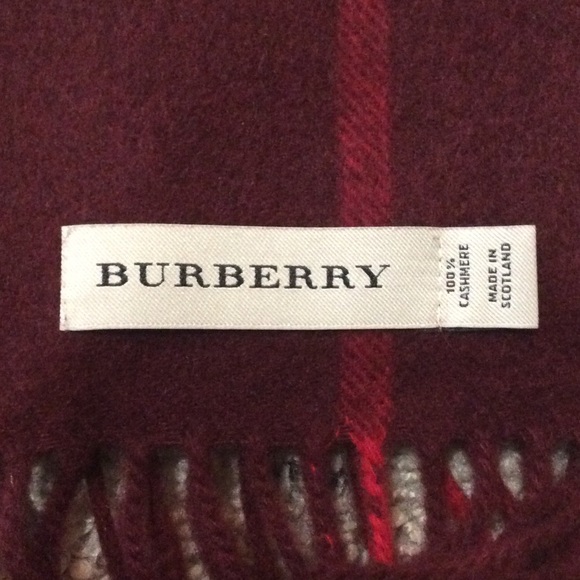 BURBERRY
100%
CASHMERE
MADE IN
SCOTLAND